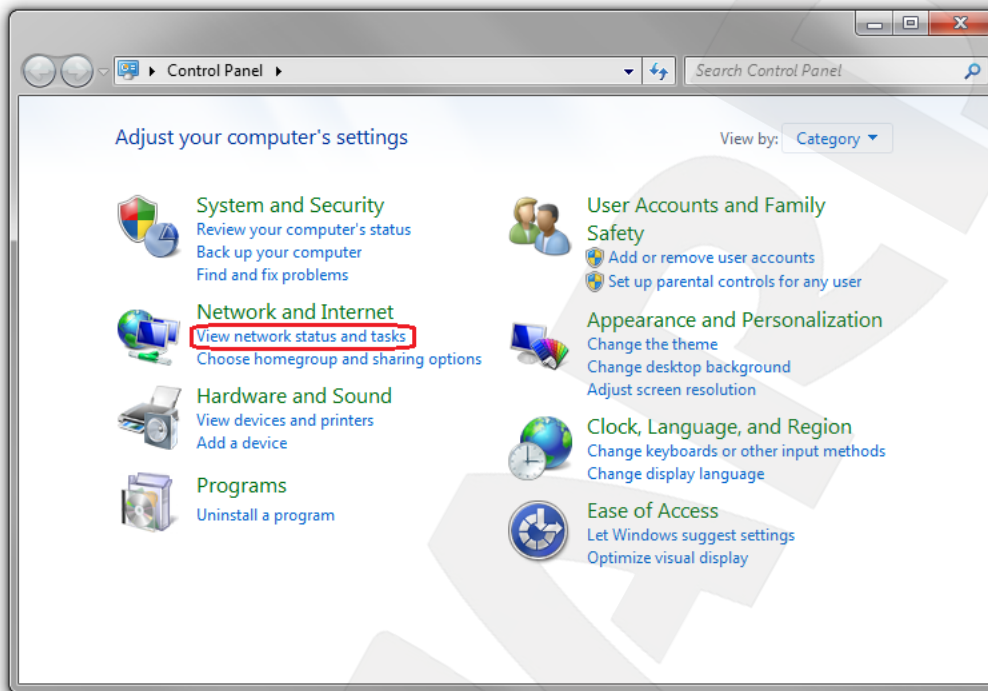 Control Panel
Search Control Panel
Adjust your computer's settings
View by: Category
System and Security
Review your computer's status
Back up your computer
Find and fix problems
Network and Internet
View network status and tasks
Choose homegroup and sharing options
Hardware and Sound
View devices and printers
Add a device
Programs
Uninstall a program
User Accounts and Family
Safety
Add or remove user accounts
Set up parental controls for any user
Appearance and Personalization
Change the theme
Change desktop background
Adjust screen resolution
Clock, Language, and Region
Change keyboards or other input methods
Change display language
Ease of Access
Let Windows suggest settings
Optimize visual display